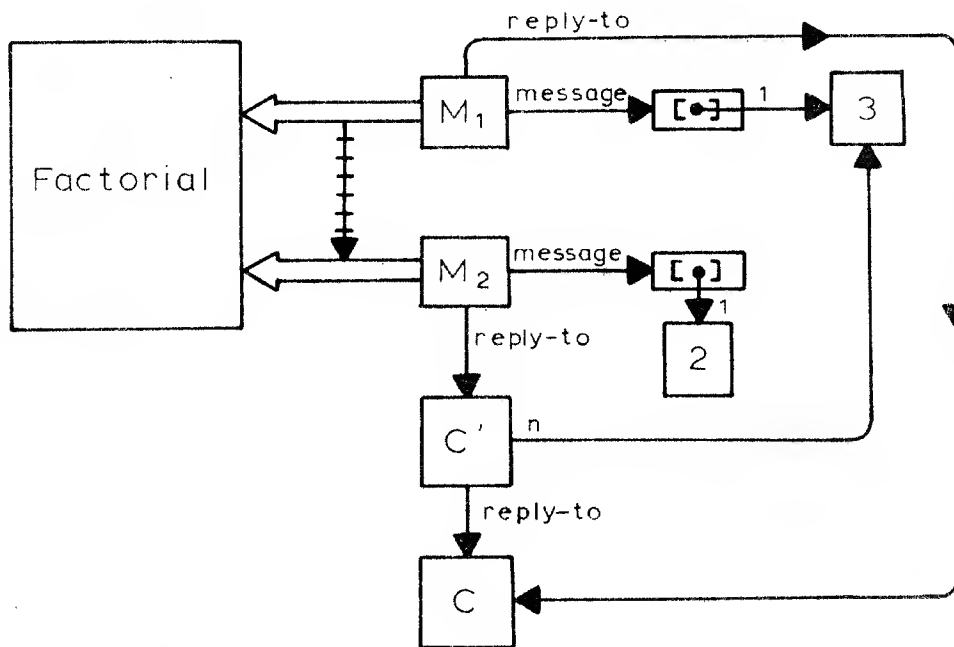 reply-to
M1 message [ ] 1 3
Factorial
M2 message [ ] 1
reply-to 2
C' n
reply-to
C